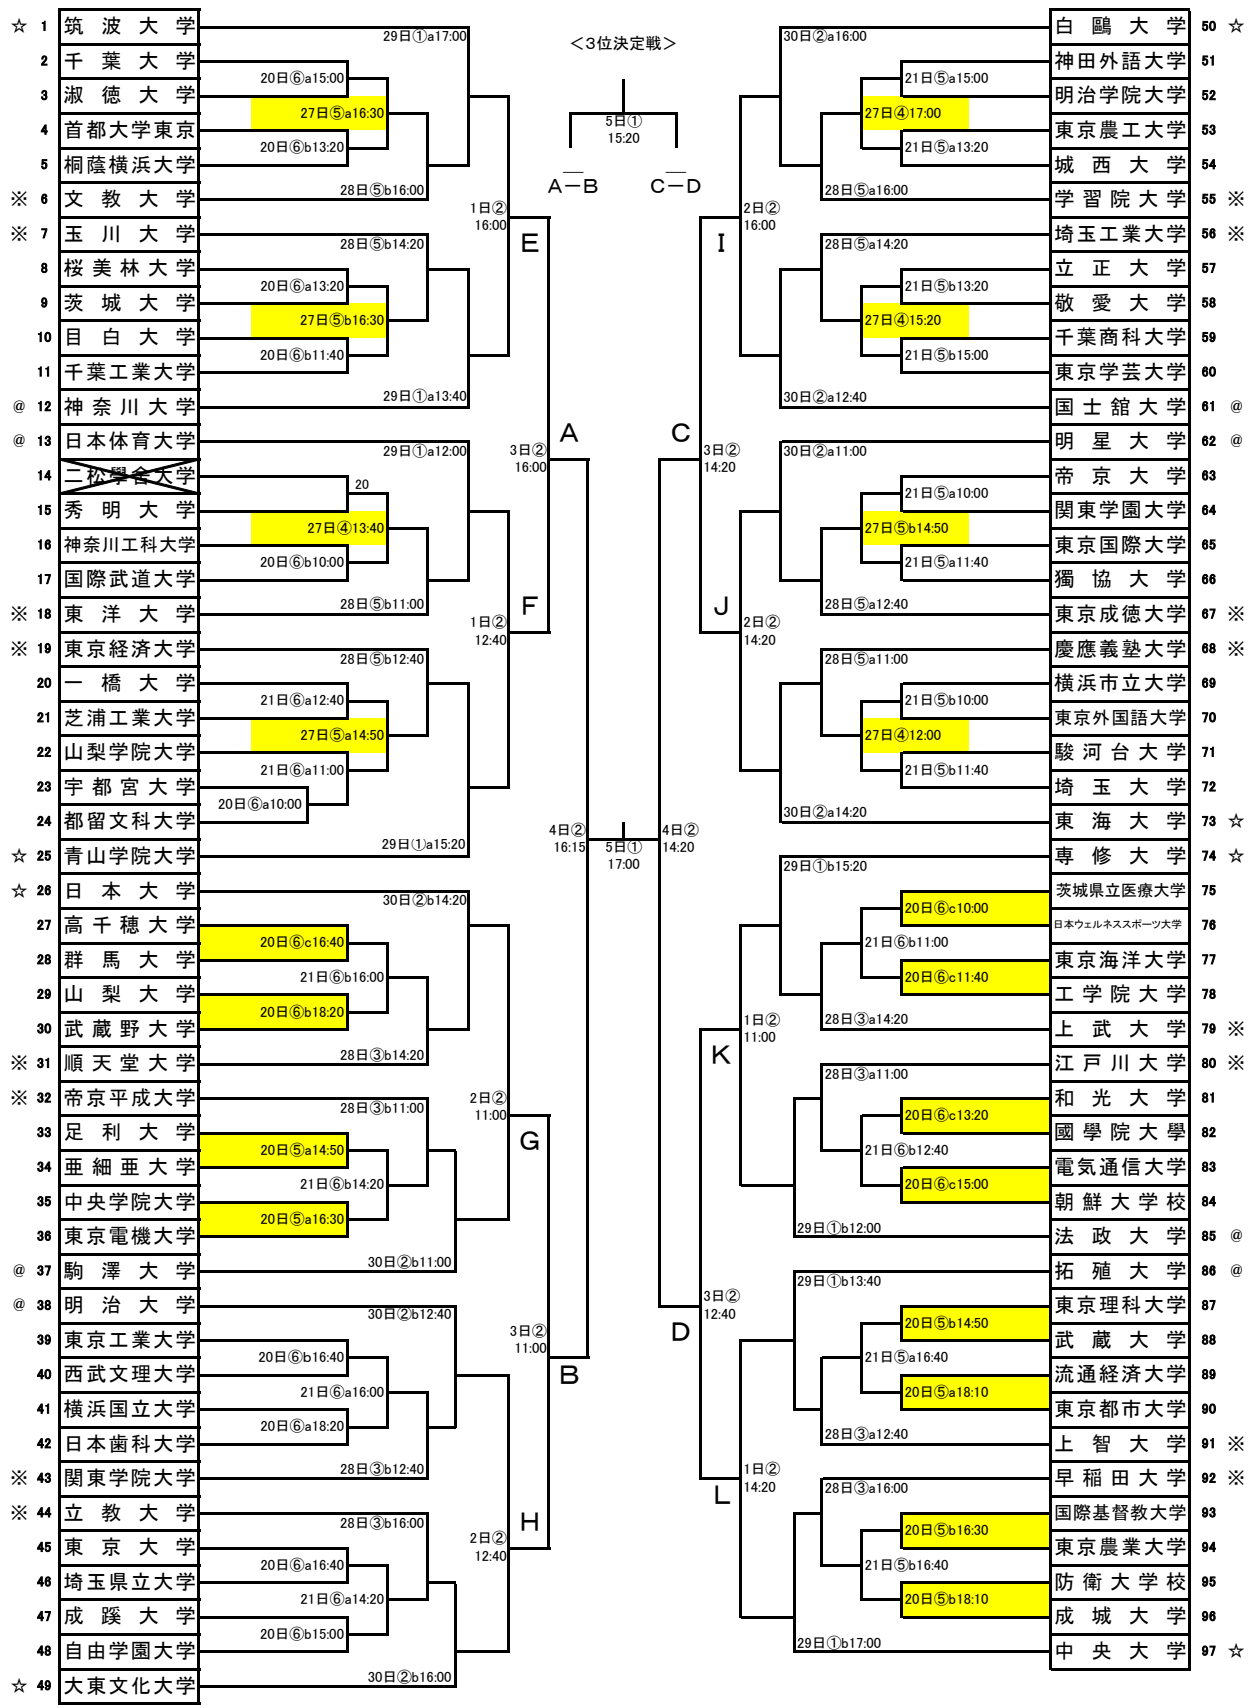 ☆ 1 筑波大学
2 千葉大学
3 淑徳大学
4 首都大学東京
5 桐蔭横浜大学
※ 6 文教大学
※ 7 玉川大学
8 桜美林大学
9 茨城大学
10 目白大学
11 千葉工業大学
@ 12 神奈川大学
@ 13 日本体育大学
14 二松學舎大学
15 秀明大学
16 神奈川工科大学
17 国際武道大学
※ 18 東洋大学
※ 19 東京経済大学
20 一橋大学
21 芝浦工業大学
22 山梨学院大学
23 宇都宮大学
24 都留文科大学
☆ 25 青山学院大学
☆ 26 日本大学
27 高千穂大学
28 群馬大学
29 山梨大学
30 武蔵野大学
※ 31 順天堂大学
※ 32 帝京平成大学
33 足利大学
34 亜細亜大学
35 中央学院大学
36 東京電機大学
@ 37 駒澤大学
@ 38 明治大学
39 東京工業大学
40 西武文理大学
41 横浜国立大学
42 日本歯科大学
※ 43 関東学院大学
※ 44 立教大学
45 東京大学
46 埼玉県立大学
47 成蹊大学
48 自由学園大学
☆ 49 大東文化大学
29日①a17:00
20日⑥a15:00
27日⑤a16:30
20日⑥b13:20
28日⑤b16:00
28日⑤b14:20
20日⑥a13:20
27日⑤b16:30
20日⑥b11:40
29日①a13:40
29日①a12:00
20
27日④13:40
20日⑥b10:00
28日⑤b11:00
28日⑤b12:40
21日⑥a12:40
27日⑤a14:50
21日⑥a11:00
20日⑥a10:00
29日①a15:20
30日②b14:20
20日⑥c16:40
21日⑥b16:00
20日⑥b18:20
28日③b14:20
28日③b11:00
20日⑤a14:50
21日⑥b14:20
20日⑤a16:30
30日②b11:00
30日②b12:40
20日⑥b16:40
21日⑥a16:00
20日⑥a18:20
28日③b12:40
28日③b16:00
20日⑥a16:40
21日⑥a14:20
20日⑥b15:00
30日②b16:00
1日②
16:00
E
1日②
12:40
F
2日②
11:00
G
2日②
12:40
H
3日②
16:00
A
3日②
11:00
B
4日②
16:15
＜3位決定戦＞
5日①
15:20
A－B
C－D
5日①
17:00
4日②
14:20
C
3日②
14:20
D
3日②
12:40
I
2日②
16:00
J
2日②
14:20
K
1日②
11:00
L
1日②
14:20
30日②a16:00
21日⑤a15:00
27日④17:00
21日⑤a13:20
28日⑤a16:00
28日⑤a14:20
21日⑤b13:20
27日④15:20
21日⑤b15:00
30日②a12:40
30日②a11:00
21日⑤a10:00
27日⑤b14:50
21日⑤a11:40
28日⑤a12:40
28日⑤a11:00
21日⑤b10:00
27日④12:00
21日⑤b11:40
30日②a14:20
29日①b15:20
20日⑥c10:00
21日⑥b11:00
20日⑥c11:40
28日③a14:20
28日③a11:00
20日⑥c13:20
21日⑥b12:40
20日⑥c15:00
29日①b12:00
29日①b13:40
20日⑤b14:50
21日⑤a16:40
20日⑤a18:10
28日③a12:40
28日③a16:00
20日⑤b16:30
21日⑤b16:40
20日⑤b18:10
29日①b17:00
白鷗大学 50 ☆
神田外語大学 51
明治学院大学 52
東京農工大学 53
城西大学 54
学習院大学 55 ※
埼玉工業大学 56 ※
立正大学 57
敬愛大学 58
千葉商科大学 59
東京学芸大学 60
国士舘大学 61 @
明星大学 62 @
帝京大学 63
関東学園大学 64
東京国際大学 65
獨協大学 66
東京成徳大学 67 ※
慶應義塾大学 68 ※
横浜市立大学 69
東京外国語大学 70
駿河台大学 71
埼玉大学 72
東海大学 73 ☆
専修大学 74 ☆
茨城県立医療大学 75
日本ウェルネススポーツ大学 76
東京海洋大学 77
工学院大学 78
上武大学 79 ※
江戸川大学 80 ※
和光大学 81
國學院大學 82
電気通信大学 83
朝鮮大学校 84
法政大学 85 @
拓殖大学 86 @
東京理科大学 87
武蔵大学 88
流通経済大学 89
東京都市大学 90
上智大学 91 ※
早稲田大学 92 ※
国際基督教大学 93
東京農業大学 94
防衛大学校 95
成城大学 96
中央大学 97 ☆